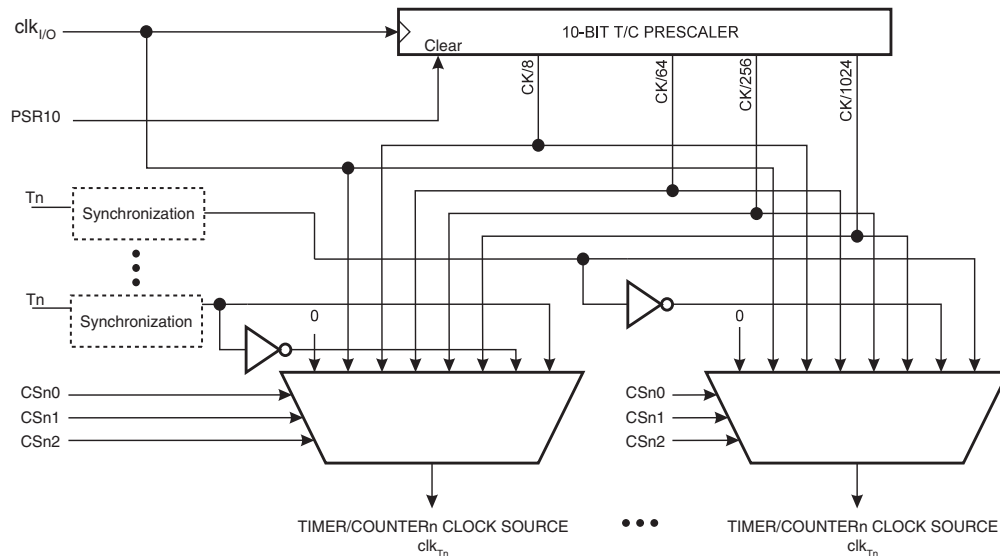 clkI/O
10-BIT T/C PRESCALER
Clear
CK/8
CK/64
CK/256
CK/1024
PSR10
Tn
Synchronization
Tn
Synchronization
0
0
CSn0
CSn1
CSn2
CSn0
CSn1
CSn2
TIMER/COUNTERn CLOCK SOURCE
clkTn
TIMER/COUNTERn CLOCK SOURCE
clkTn